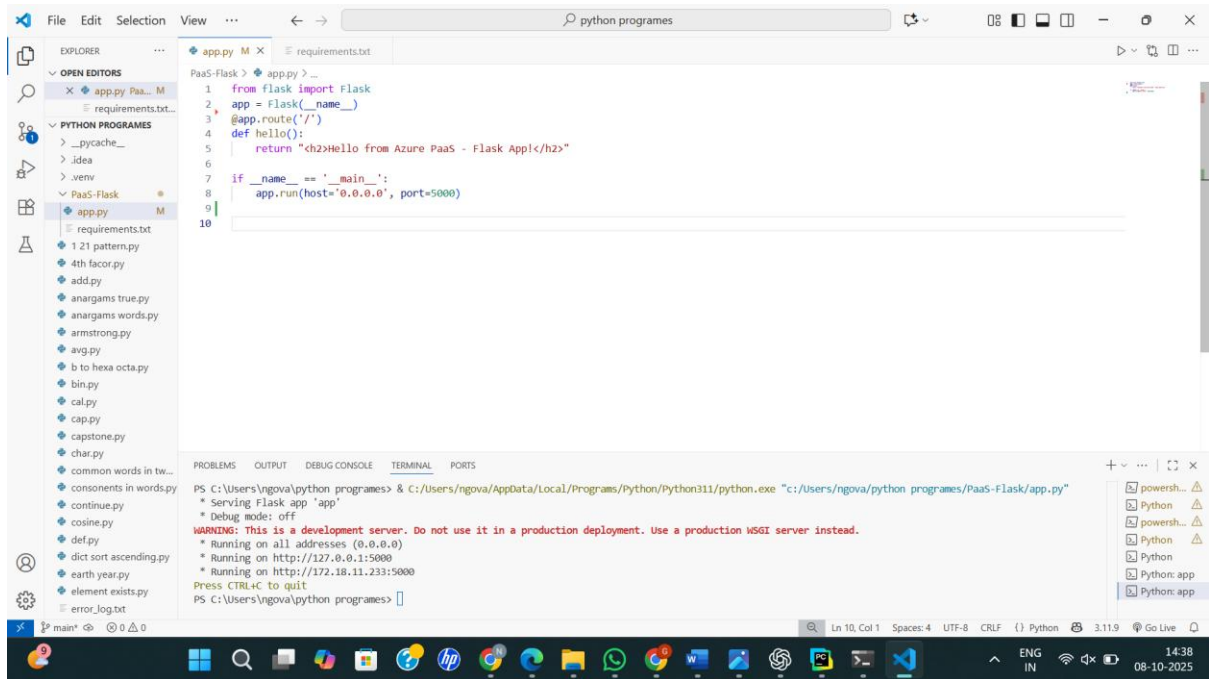 File Edit Selection View ··· python programes
EXPLORER ···
OPEN EDITORS
app.py Paa... M
requirements.txt...
PYTHON PROGRAMES
__pycache__
.idea
.venv
PaaS-Flask
app.py M
requirements.txt
1 21 pattern.py
4th facor.py
add.py
anargams true.py
anargams words.py
armstrong.py
avg.py
b to hexa octa.py
bin.py
cal.py
cap.py
capstone.py
char.py
common words in tw...
consonents in words.py
continue.py
cosine.py
def.py
dict sort ascending.py
earth year.py
element exists.py
error_log.txt
app.py M requirements.txt
PaaS-Flask > app.py > ...
1 from flask import Flask
2 app = Flask(__name__)
3 @app.route('/')
4 def hello():
5 return "<h2>Hello from Azure PaaS - Flask App!</h2>"
6
7 if __name__ == '__main__':
8 app.run(host='0.0.0.0', port=5000)
9
10
PROBLEMS OUTPUT DEBUG CONSOLE TERMINAL PORTS
PS C:\Users\ngova\python programes> & C:/Users/ngova/AppData/Local/Programs/Python/Python311/python.exe "c:/Users/ngova/python programes/PaaS-Flask/app.py"
* Serving Flask app 'app'
* Debug mode: off
WARNING: This is a development server. Do not use it in a production deployment. Use a production WSGI server instead.
* Running on all addresses (0.0.0.0)
* Running on http://127.0.0.1:5000
* Running on http://172.18.11.233:5000
Press CTRL+C to quit
PS C:\Users\ngova\python programes>
powersh...
Python
powersh...
Python
Python
Python: app
Python: app
main* 0 0 Ln 10, Col 1 Spaces: 4 UTF-8 CRLF {} Python 3.11.9 Go Live
9 ENG 14:38
IN 08-10-2025